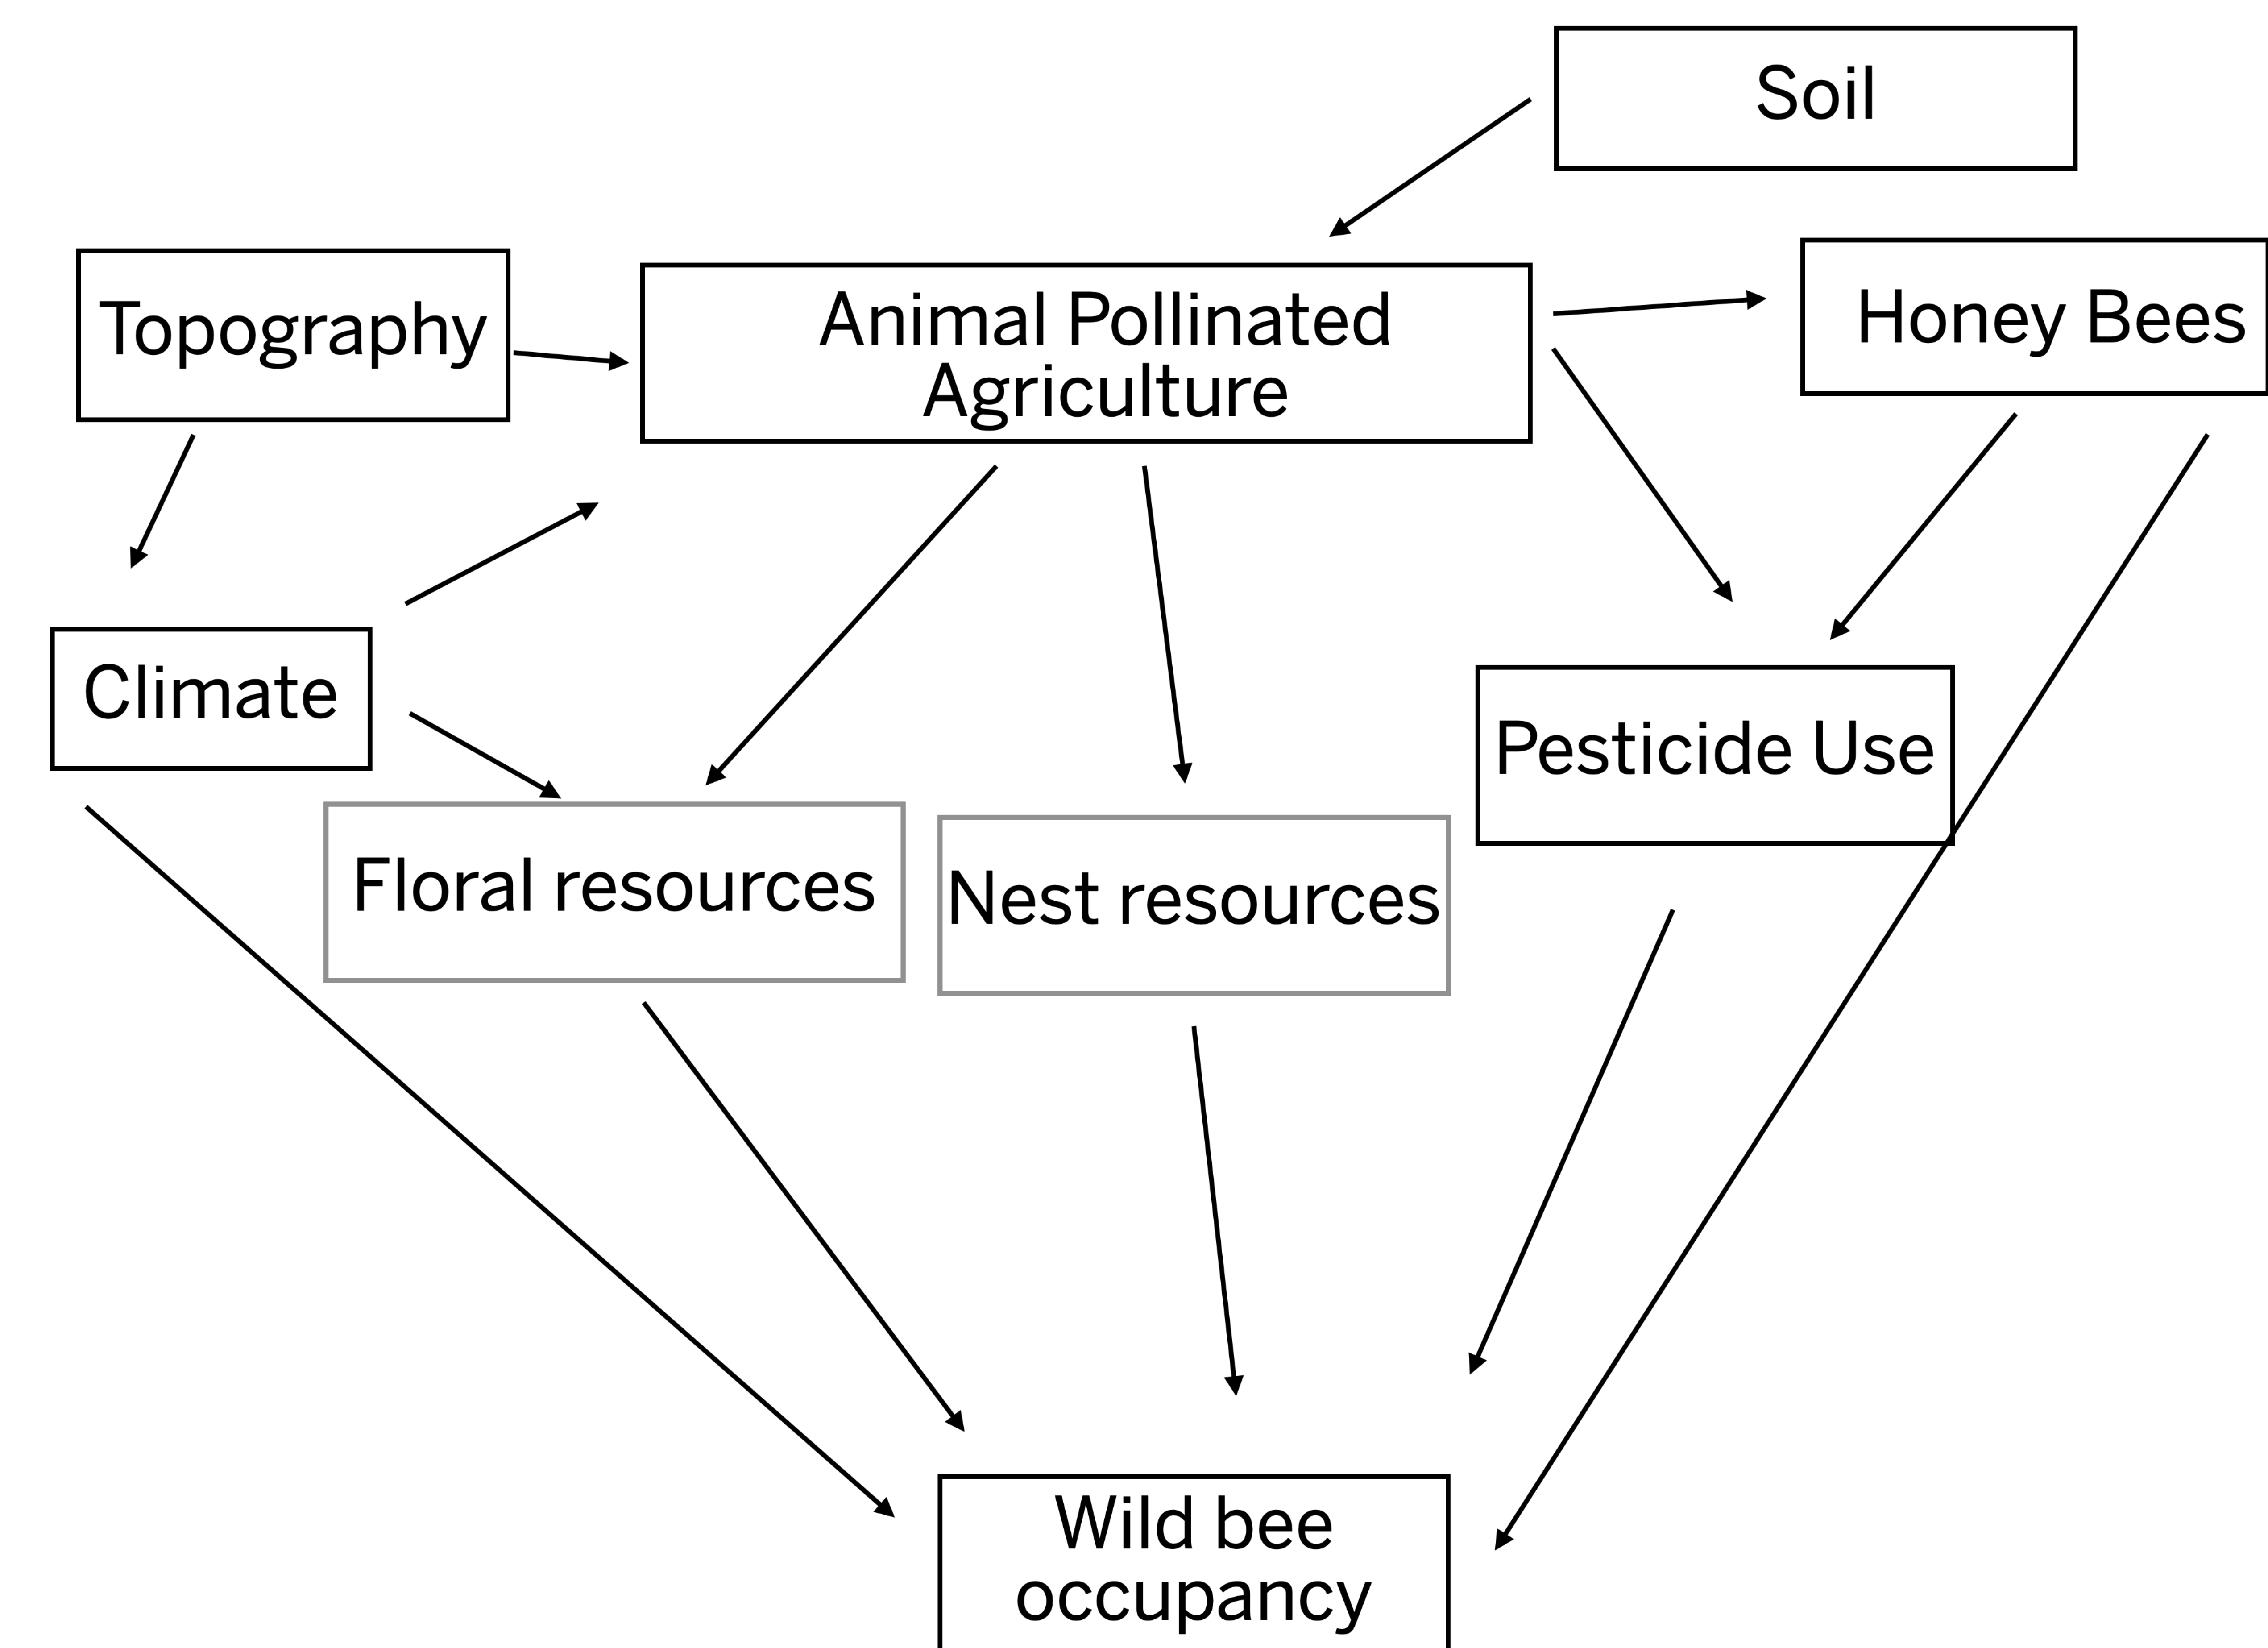 Soil
Topography
Animal Pollinated
Agriculture
Honey Bees
Climate
Pesticide Use
Floral resources
Nest resources
Wild bee
occupancy